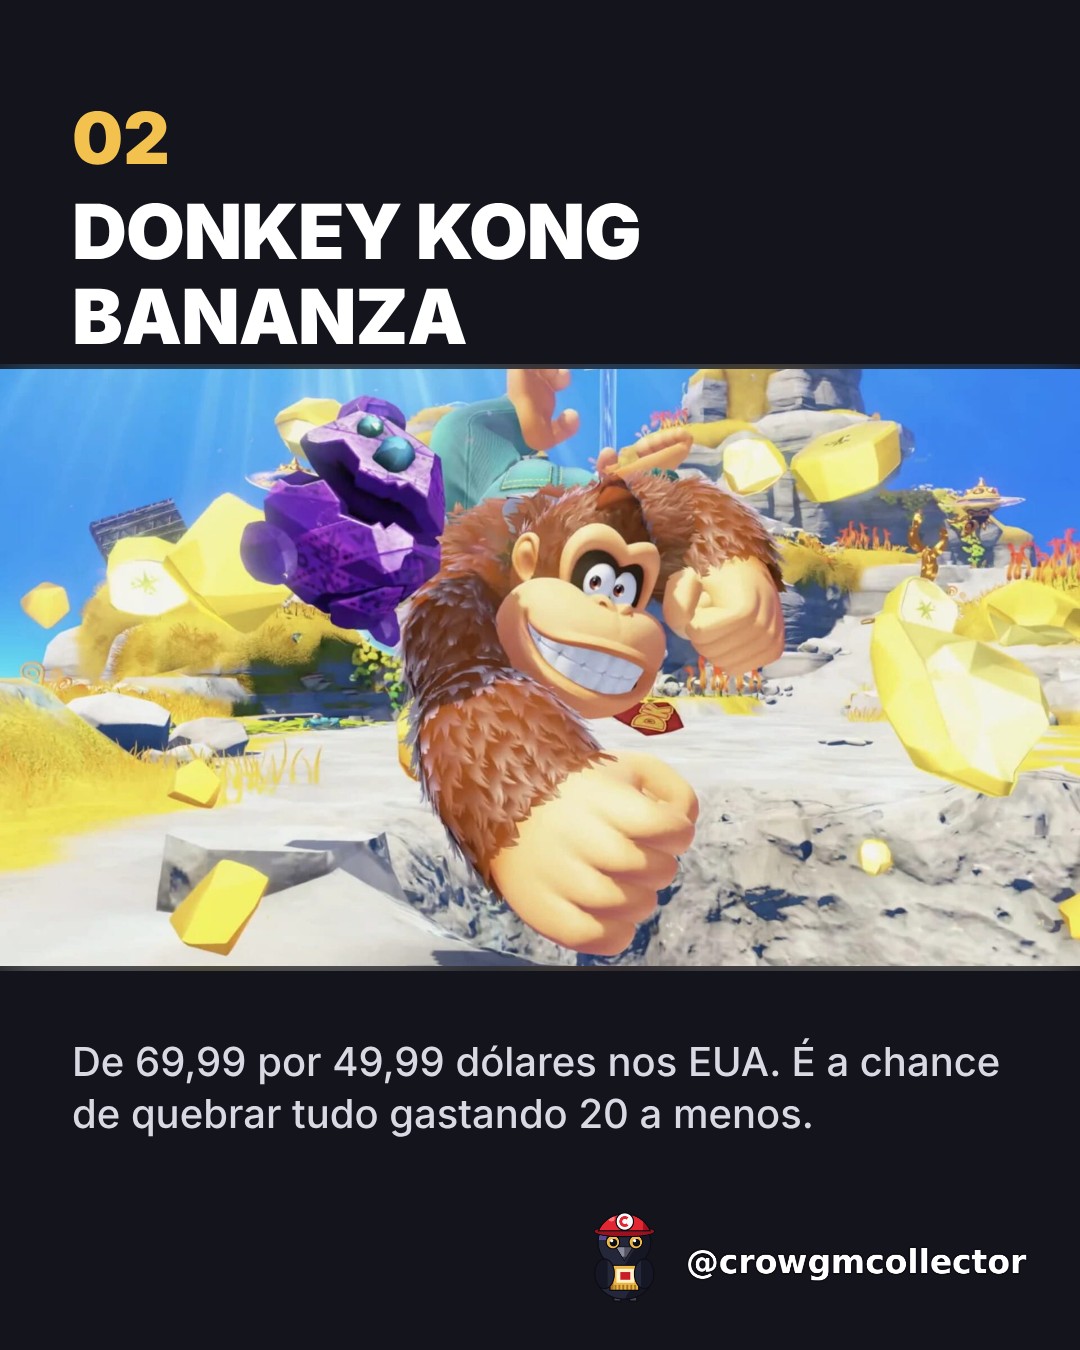 02
DONKEY KONG
BANANZA
DK
De 69,99 por 49,99 dólares nos EUA. É a chance
de quebrar tudo gastando 20 a menos.
C
@crowgmcollector